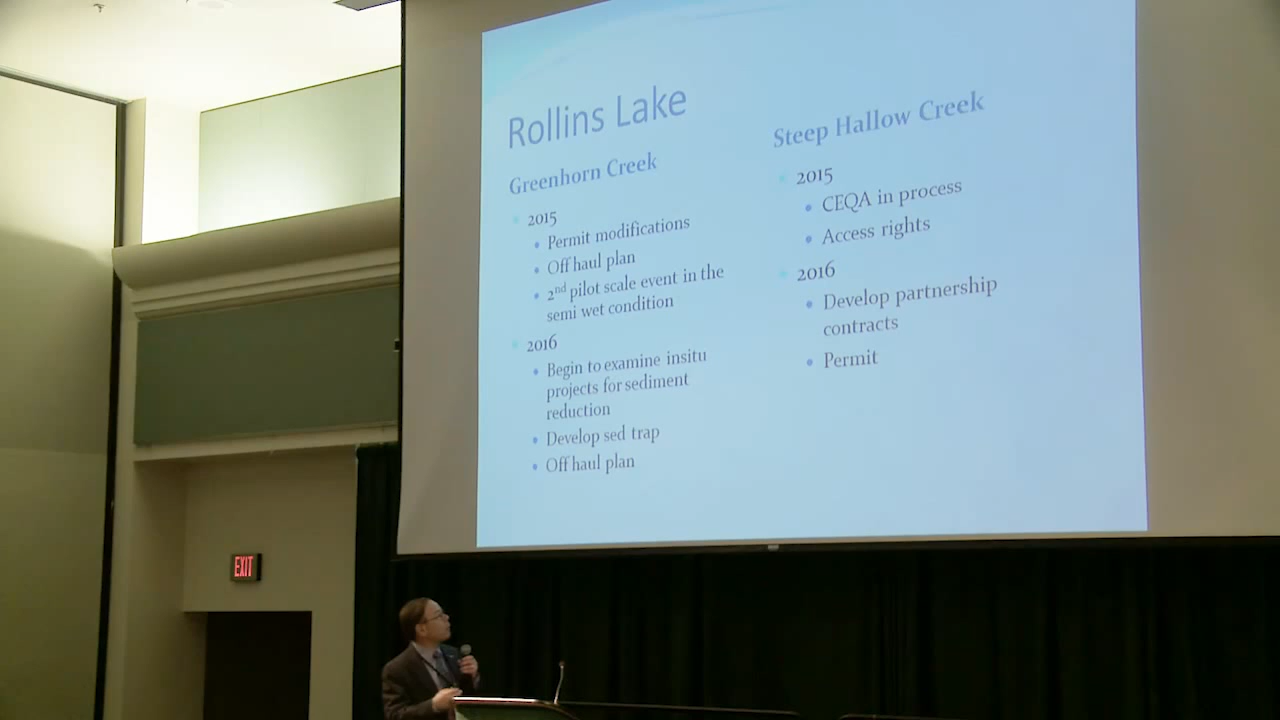 Rollins Lake
Greenhorn Creek
2015
Permit modifications
Off haul plan
2nd pilot scale event in the
semi wet condition
2016
Begin to examine insitu
projects for sediment
reduction
Develop sed trap
Off haul plan
Steep Hallow Creek
2015
CEQA in process
Access rights
2016
Develop partnership
contracts
Permit
EXIT